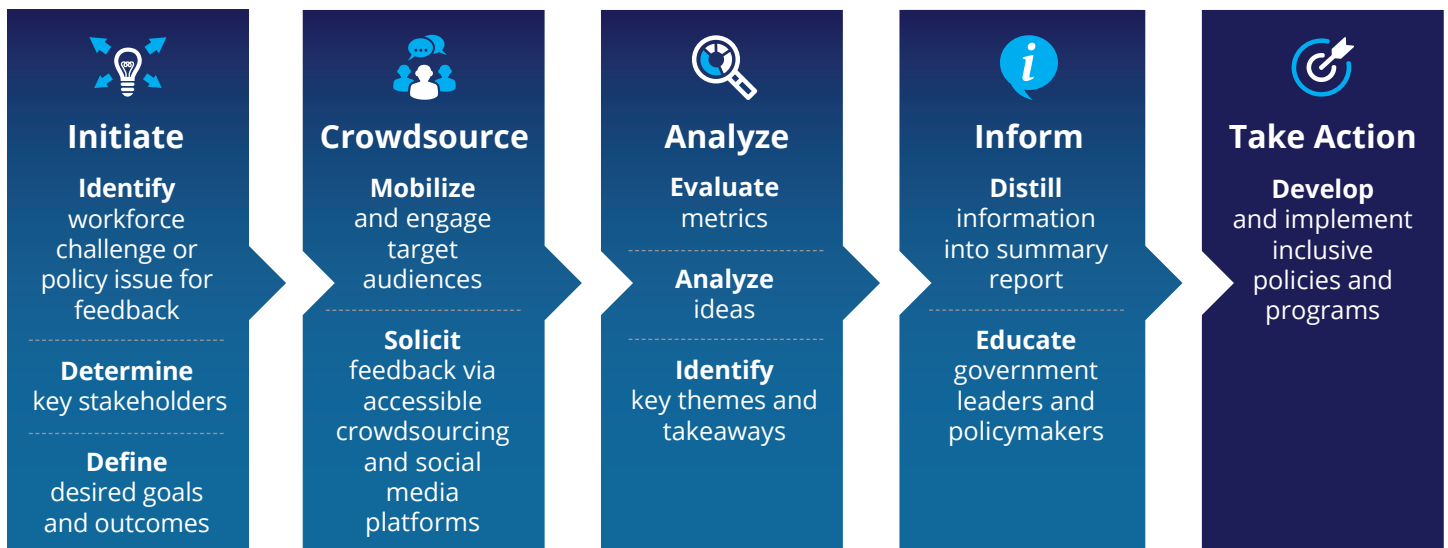 Initiate
Identify
workforce
challenge or
policy issue for
feedback
Determine
key stakeholders
Define
desired goals
and outcomes
Crowdsource
Mobilize
and engage
target
audiences
Solicit
feedback via
accessible
crowdsourcing
and social
media
platforms
Analyze
Evaluate
metrics
Analyze
ideas
Identify
key themes and
takeaways
i
Inform
Distill
information
into summary
report
Educate
government
leaders and
policymakers
Take Action
Develop
and implement
inclusive
policies and
programs